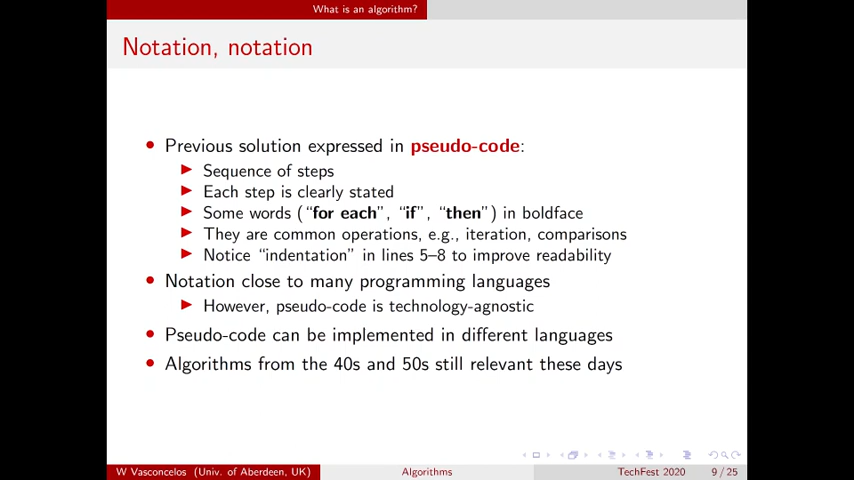 What is an algorithm?
Notation, notation
• Previous solution expressed in pseudo-code:
▶ Sequence of steps
▶ Each step is clearly stated
▶ Some words (“for each”, “if”, “then”) in boldface
▶ They are common operations, e.g., iteration, comparisons
▶ Notice “indentation” in lines 5–8 to improve readability
• Notation close to many programming languages
▶ However, pseudo-code is technology-agnostic
• Pseudo-code can be implemented in different languages
• Algorithms from the 40s and 50s still relevant these days
W Vasconcelos (Univ. of Aberdeen, UK) Algorithms TechFest 2020 9 / 25